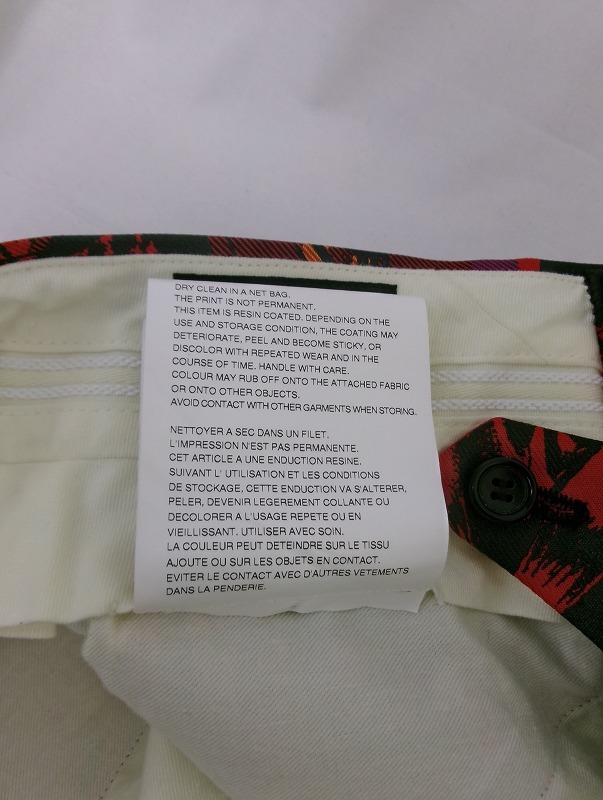 DRY CLEAN IN A NET BAG.
THE PRINT IS NOT PERMANENT.
THIS ITEM IS RESIN COATED. DEPENDING ON THE
USE AND STORAGE CONDITION, THE COATING MAY
DETERIORATE, PEEL AND BECOME STICKY, OR
DISCOLOR WITH REPEATED WEAR AND IN THE
COURSE OF TIME. HANDLE WITH CARE.
COLOUR MAY RUB OFF ONTO THE ATTACHED FABRIC
OR ONTO OTHER OBJECTS.
AVOID CONTACT WITH OTHER GARMENTS WHEN STORING.
NETTOYER A SEC DANS UN FILET.
L'IMPRESSION N'EST PAS PERMANENTE.
CET ARTICLE A UNE ENDUCTION RESINE.
SUIVANT L' UTILISATION ET LES CONDITIONS
DE STOCKAGE, CETTE ENDUCTION VA S'ALTERER,
PELER, DEVENIR LEGEREMENT COLLANTE OU
DECOLORER A L'USAGE REPETE OU EN
VIEILLISSANT. UTILISER AVEC SOIN.
LA COULEUR PEUT DETEINDRE SUR LE TISSU
AJOUTE OU SUR LES OBJETS EN CONTACT.
EVITER LE CONTACT AVEC D'AUTRES VETEMENTS
DANS LA PENDERIE.